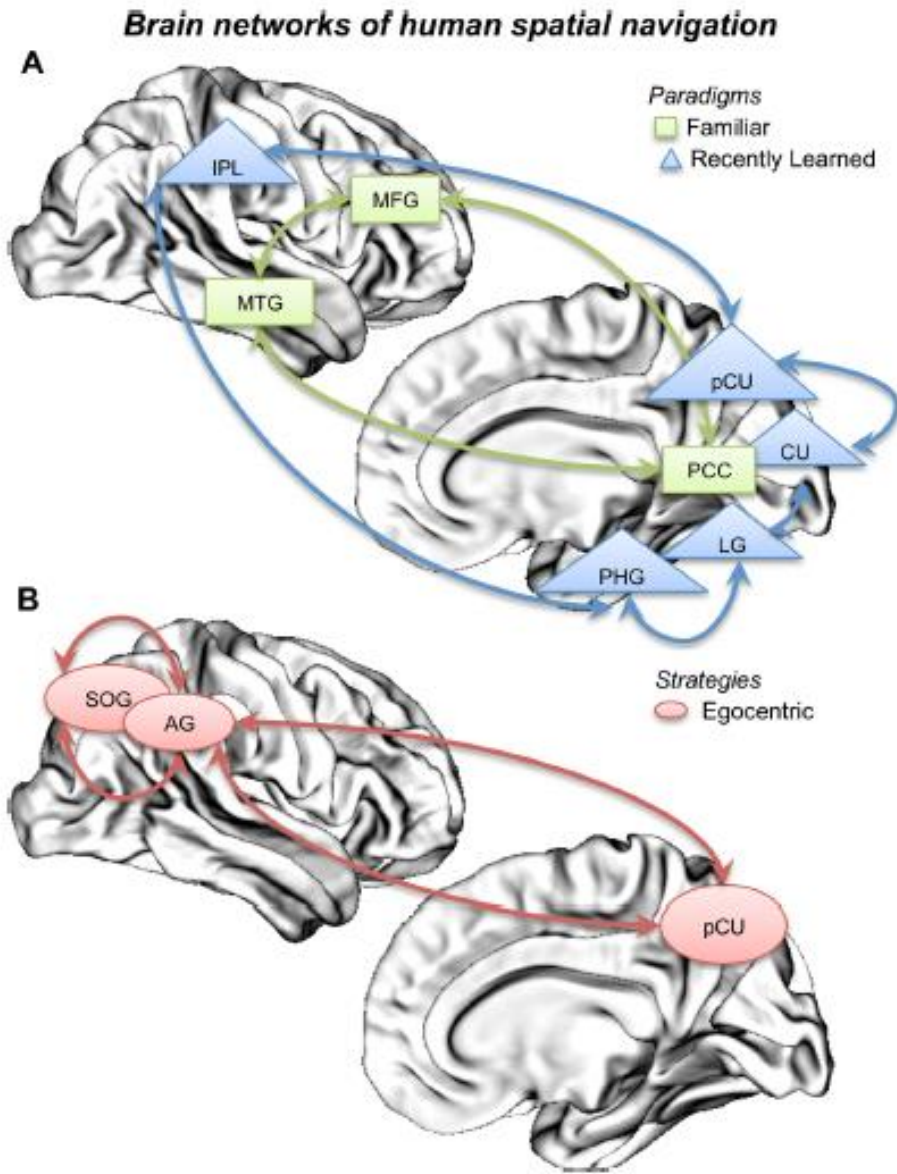 Brain networks of human spatial navigation
A
Paradigms
Familiar
Recently Learned
IPL
MFG
MTG
pCU
CU
PCC
LG
PHG
B
Strategies
Egocentric
SOG
AG
pCU